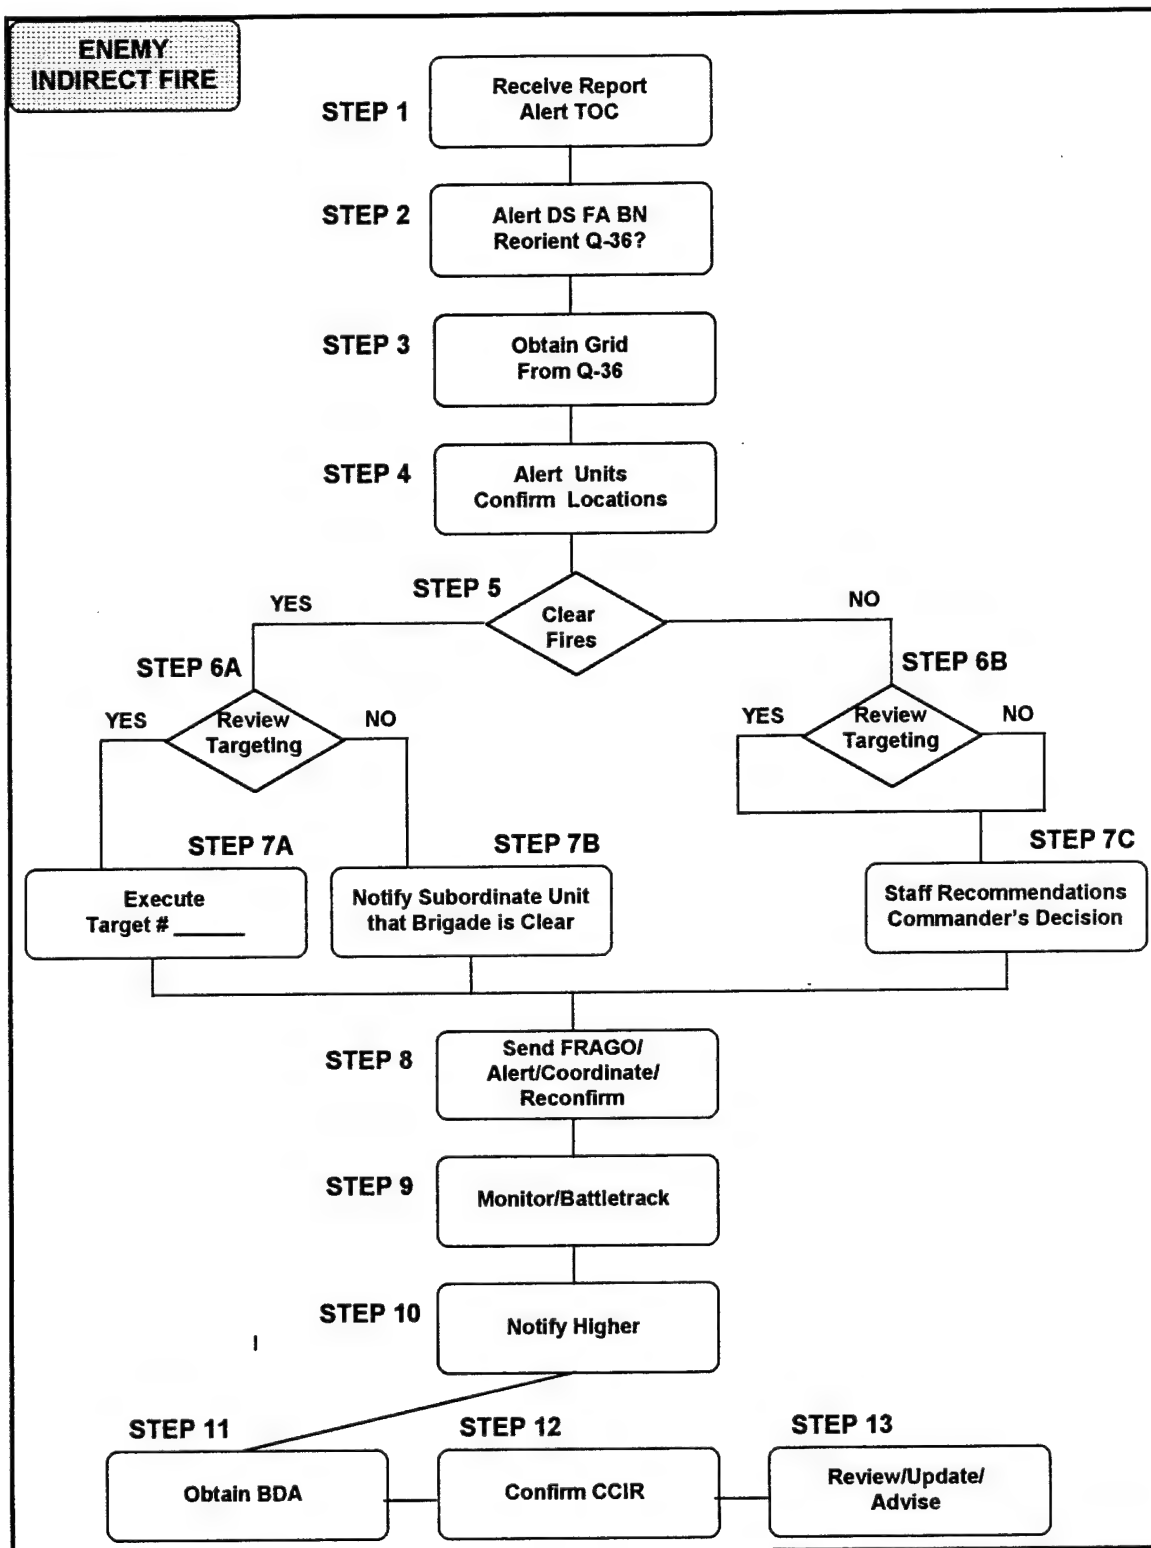 ENEMY
INDIRECT FIRE
STEP 1
Receive Report
Alert TOC
STEP 2
Alert DS FA BN
Reorient Q-36?
STEP 3
Obtain Grid
From Q-36
STEP 4
Alert Units
Confirm Locations
STEP 5
Clear
Fires
YES
NO
STEP 6A
Review
Targeting
YES
NO
STEP 6B
Review
Targeting
YES
NO
STEP 7A
Execute
Target # ______
STEP 7B
Notify Subordinate Unit
that Brigade is Clear
STEP 7C
Staff Recommendations
Commander's Decision
STEP 8
Send FRAGO/
Alert/Coordinate/
Reconfirm
STEP 9
Monitor/Battletrack
STEP 10
Notify Higher
STEP 11
Obtain BDA
STEP 12
Confirm CCIR
STEP 13
Review/Update/
Advise